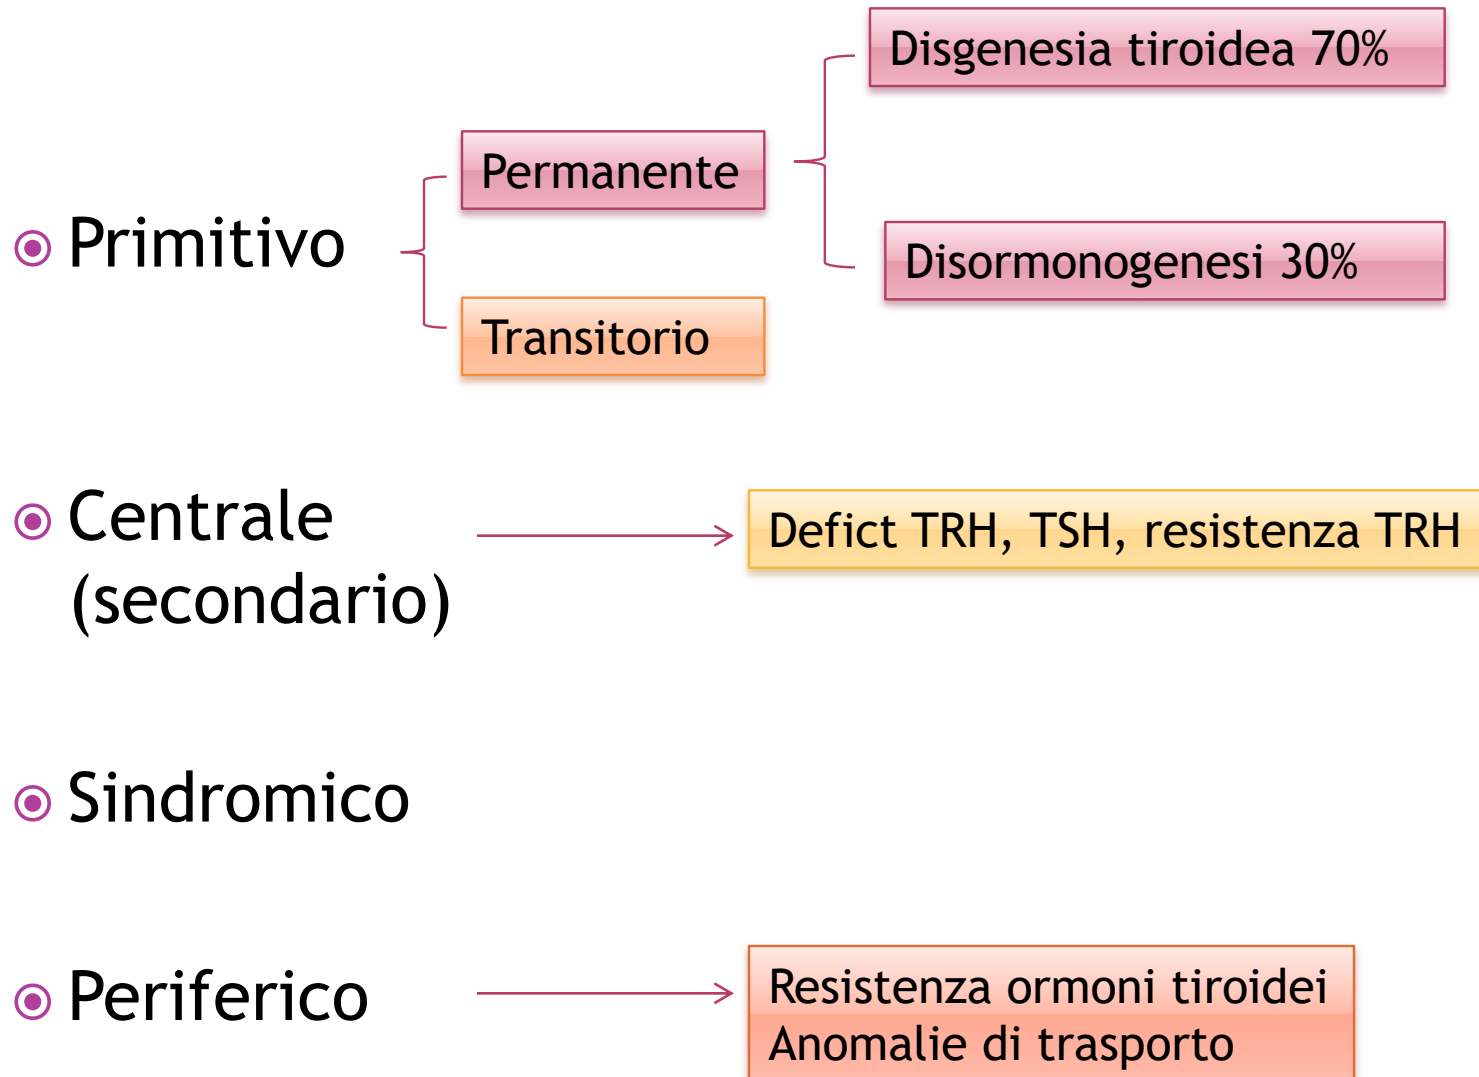 Disgenesia tiroidea 70%
Permanente
Primitivo
Disormonogenesi 30%
Transitorio
Centrale
(secondario)
Defict TRH, TSH, resistenza TRH
Sindromico
Periferico
Resistenza ormoni tiroidei
Anomalie di trasporto